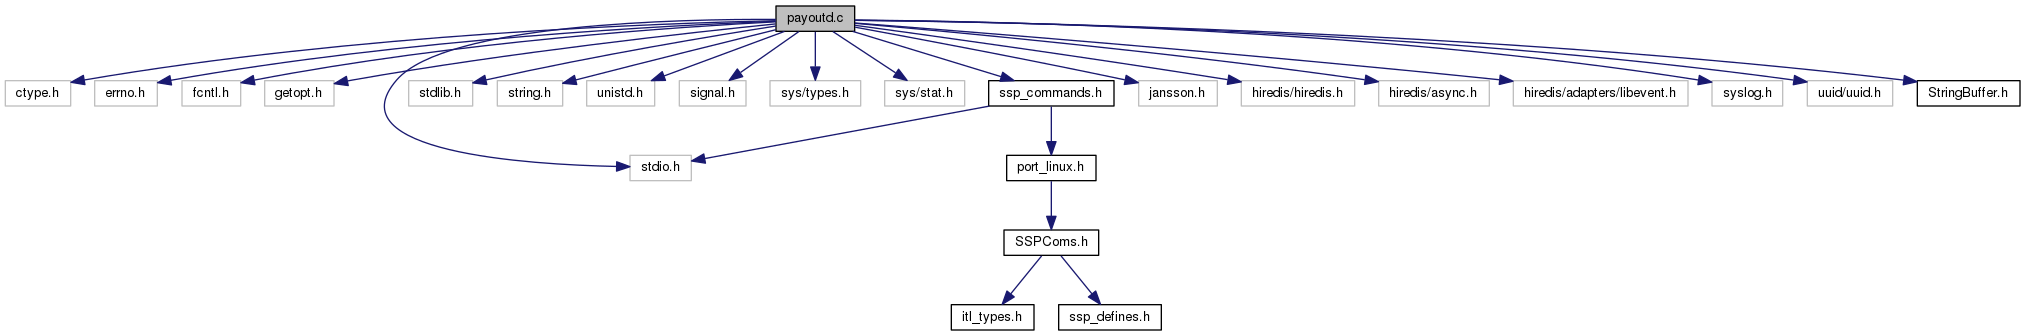 payoutd.c
ctype.h
errno.h
fcntl.h
getopt.h
stdlib.h
string.h
unistd.h
signal.h
sys/types.h
sys/stat.h
ssp_commands.h
jansson.h
hiredis/hiredis.h
hiredis/async.h
hiredis/adapters/libevent.h
syslog.h
uuid/uuid.h
StringBuffer.h
stdio.h
port_linux.h
SSPComs.h
itl_types.h
ssp_defines.h